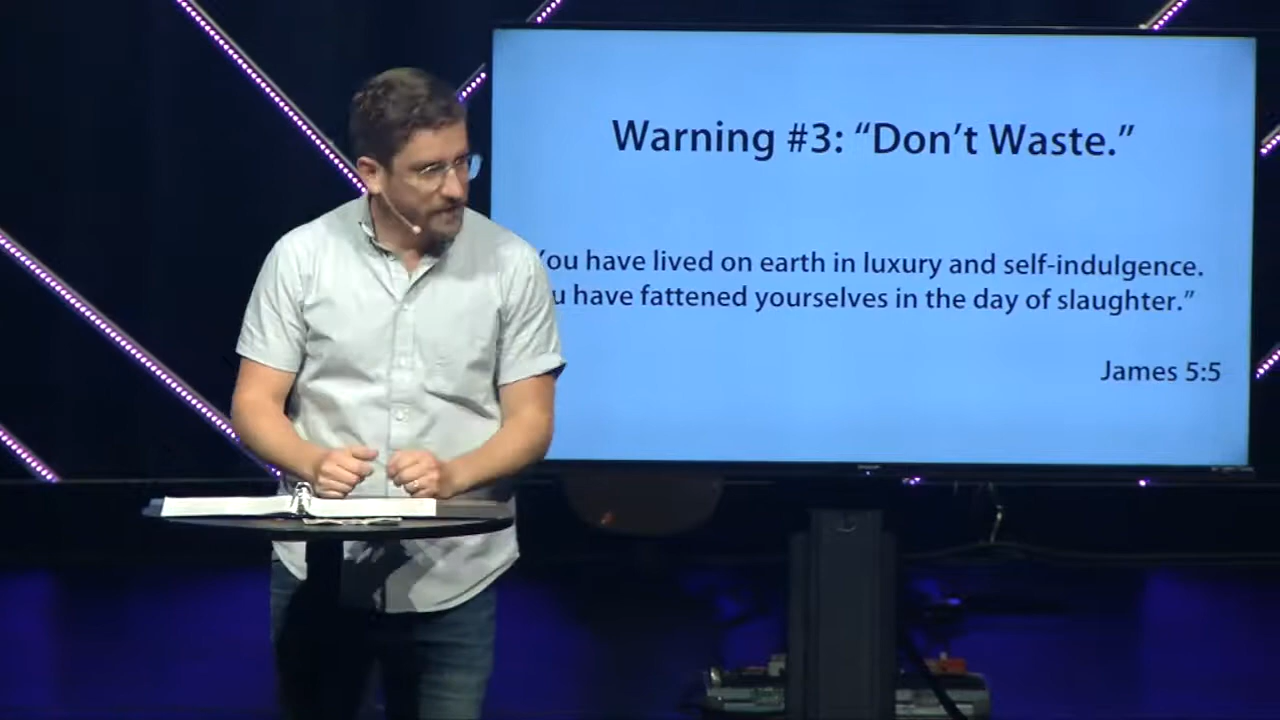 Warning #3: “Don’t Waste.”
ou have lived on earth in luxury and self-indulgence.
u have fattened yourselves in the day of slaughter.”
James 5:5